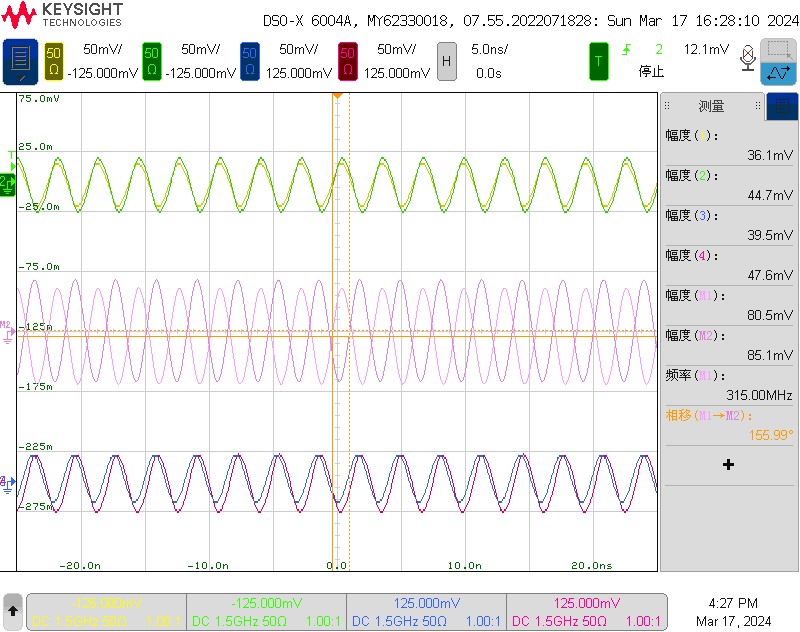 KEYSIGHT
TECHNOLOGIES
DSO-X 6004A, MY62330018, 07.55.2022071828: Sun Mar 17 16:28:10 2024
50Ω 50mV/ -125.000mV
50Ω 50mV/ -125.000mV
50Ω 50mV/ 125.000mV
50Ω 50mV/ 125.000mV
H 5.0ns/ 0.0s
T 2 12.1mV
停止
75.0mV
25.0m
-25.0m
-75.0m
-125m
-175m
-225m
-275m
T
2
M2
-20.0n
-10.0n
0.0
10.0n
20.0ns
测量
幅度(1):
36.1mV
幅度(2):
44.7mV
幅度(3):
39.5mV
幅度(4):
47.6mV
幅度(M1):
80.5mV
幅度(M2):
85.1mV
频率(M1):
315.00MHz
相移(M1→M2):
155.99°
-125.000mV
DC 1.5GHz 50Ω 1.00:1
-125.000mV
DC 1.5GHz 50Ω 1.00:1
125.000mV
DC 1.5GHz 50Ω 1.00:1
125.000mV
DC 1.5GHz 50Ω 1.00:1
4:27 PM
Mar 17, 2024